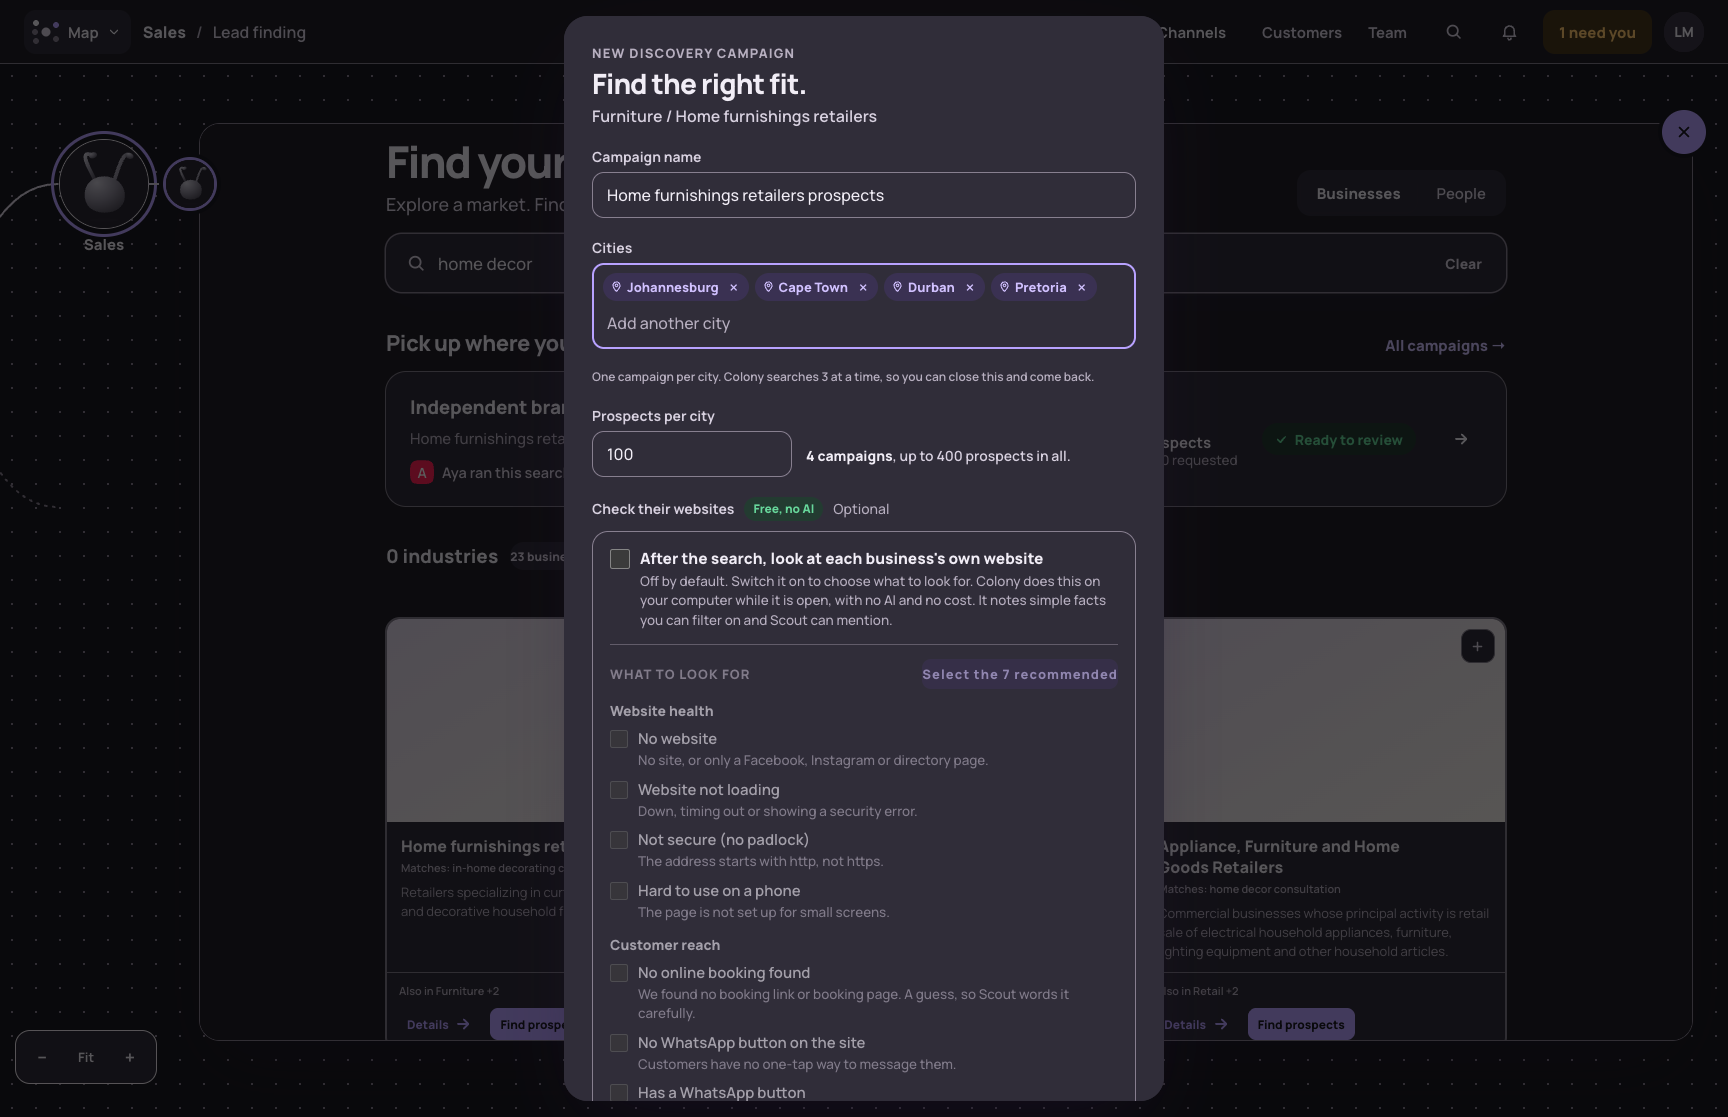 Map
Sales / Lead finding
Channels
Customers
Team
1 need you
LM
Sales
Find your
Explore a market. Find
Businesses
People
home decor
Clear
Pick up where you
All campaigns →
Independent bran
Home furnishings reta
A Aya ran this searc
spects
0 requested
Ready to review
0 industries
23 busine
Home furnishings ret
Matches: in-home decorating c
Retailers specializing in cur
and decorative household f
Also in Furniture +2
Details →
Find prospe
Appliance, Furniture and Home
Goods Retailers
Matches: home decor consultation
Commercial businesses whose principal activity is retail
sale of electrical household appliances, furniture,
lighting equipment and other household articles.
Also in Retail +2
Details →
Find prospects
− Fit +
NEW DISCOVERY CAMPAIGN
Find the right fit.
Furniture / Home furnishings retailers
Campaign name
Home furnishings retailers prospects
Cities
Johannesburg × Cape Town × Durban × Pretoria ×
Add another city
One campaign per city. Colony searches 3 at a time, so you can close this and come back.
Prospects per city
100
4 campaigns, up to 400 prospects in all.
Check their websites Free, no AI Optional
After the search, look at each business's own website
Off by default. Switch it on to choose what to look for. Colony does this on
your computer while it is open, with no AI and no cost. It notes simple facts
you can filter on and Scout can mention.
WHAT TO LOOK FOR
Select the 7 recommended
Website health
No website
No site, or only a Facebook, Instagram or directory page.
Website not loading
Down, timing out or showing a security error.
Not secure (no padlock)
The address starts with http, not https.
Hard to use on a phone
The page is not set up for small screens.
Customer reach
No online booking found
We found no booking link or booking page. A guess, so Scout words it
carefully.
No WhatsApp button on the site
Customers have no one-tap way to message them.
Has a WhatsApp button